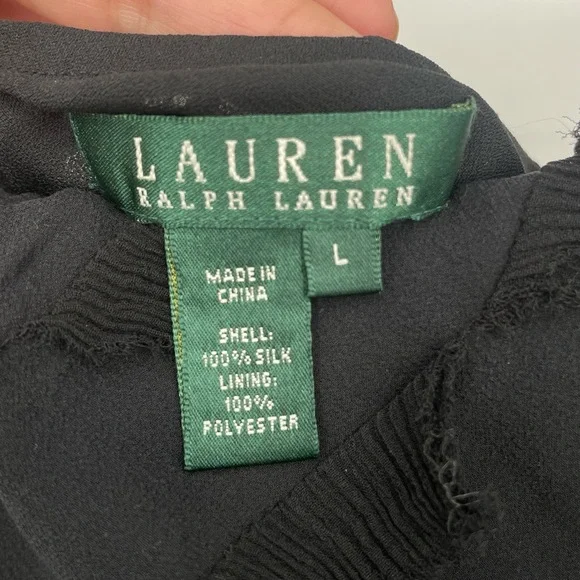 LAUREN
RALPH LAUREN
L
MADE IN
CHINA
SHELL:
100% SILK
LINING:
100%
POLYESTER